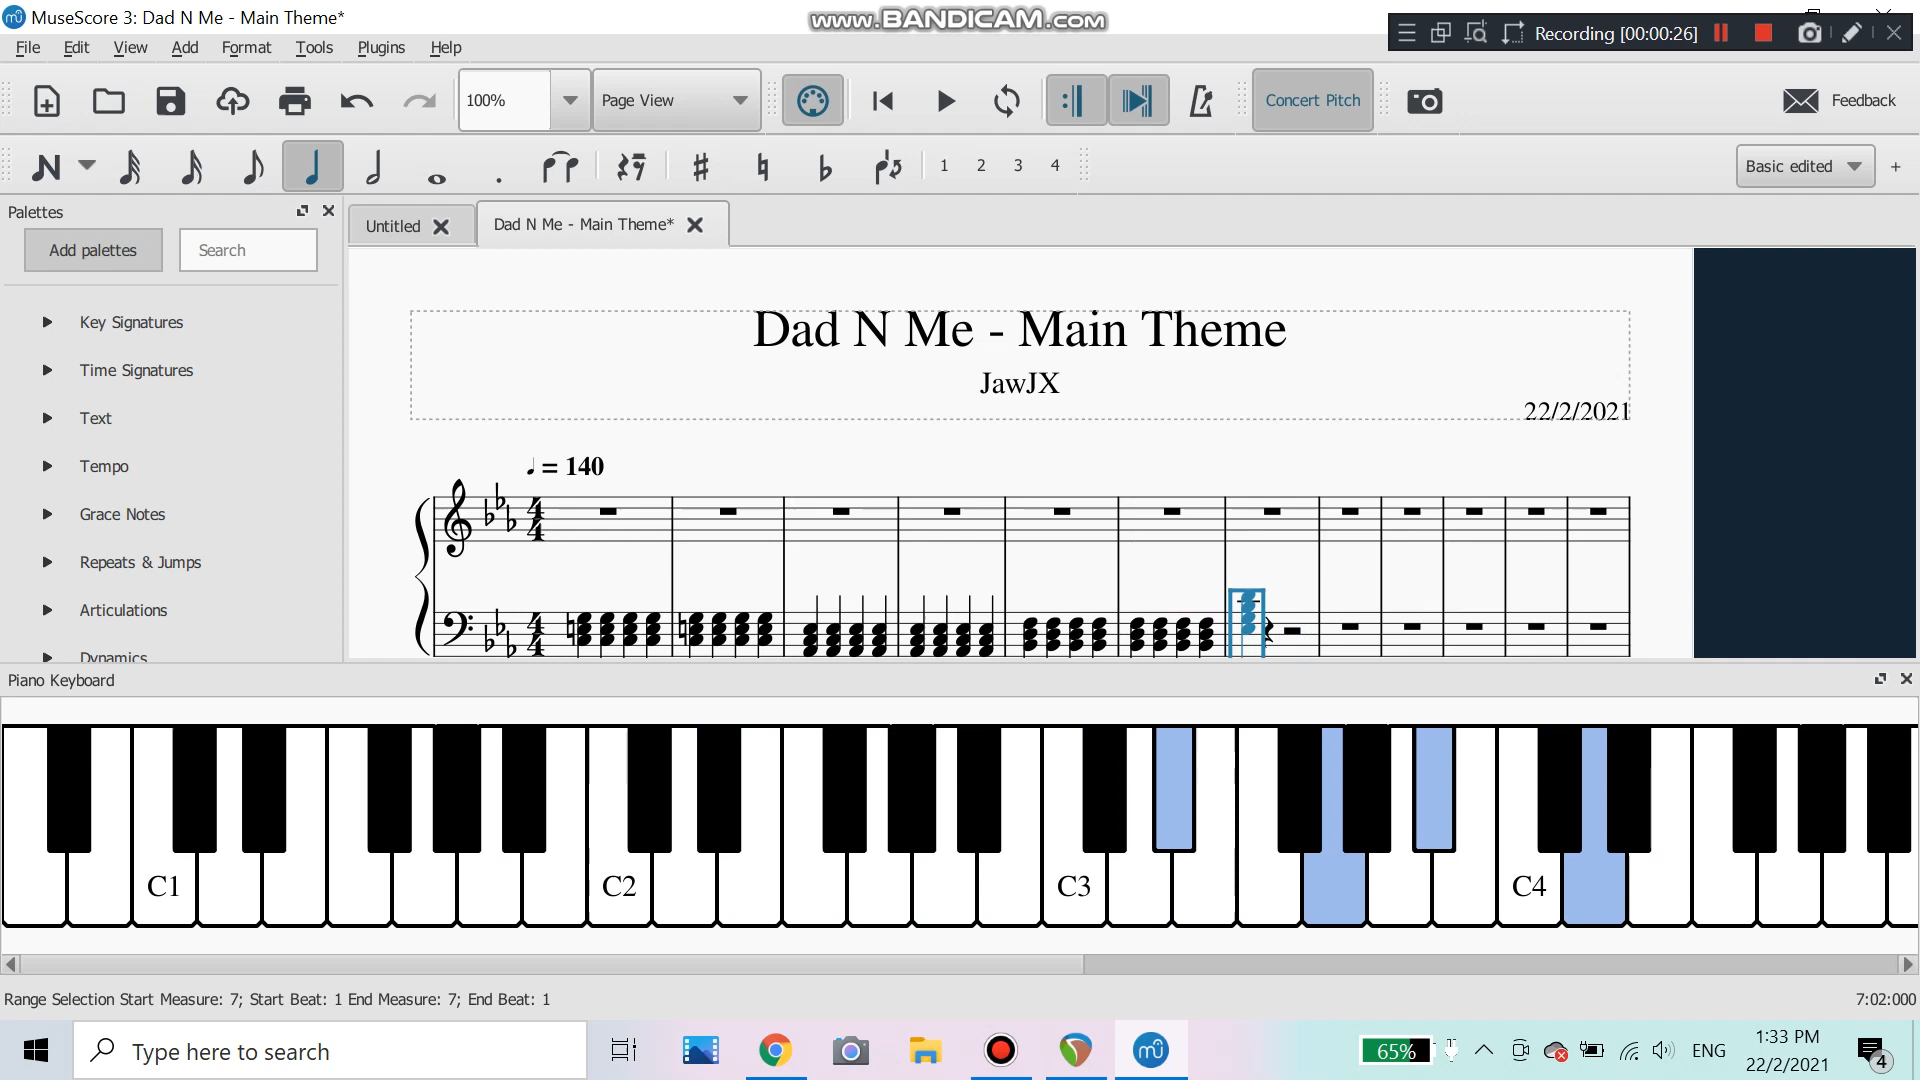 MuseScore 3: Dad N Me - Main Theme*
www.BANDICAM.com
Recording [00:00:26]
File Edit View Add Format Tools Plugins Help
100%
Page View
Concert Pitch
Feedback
1 2 3 4
Basic edited
+
Palettes
Add palettes
Search
Untitled
Dad N Me - Main Theme*
Key Signatures
Time Signatures
Text
Tempo
Grace Notes
Repeats & Jumps
Articulations
Dynamics
Dad N Me - Main Theme
JawJX
22/2/2021
= 140
4
4
4
4
Piano Keyboard
C1
C2
C3
C4
Range Selection Start Measure: 7; Start Beat: 1 End Measure: 7; End Beat: 1
7:02:000
Type here to search
65%
ENG
1:33 PM
22/2/2021
4